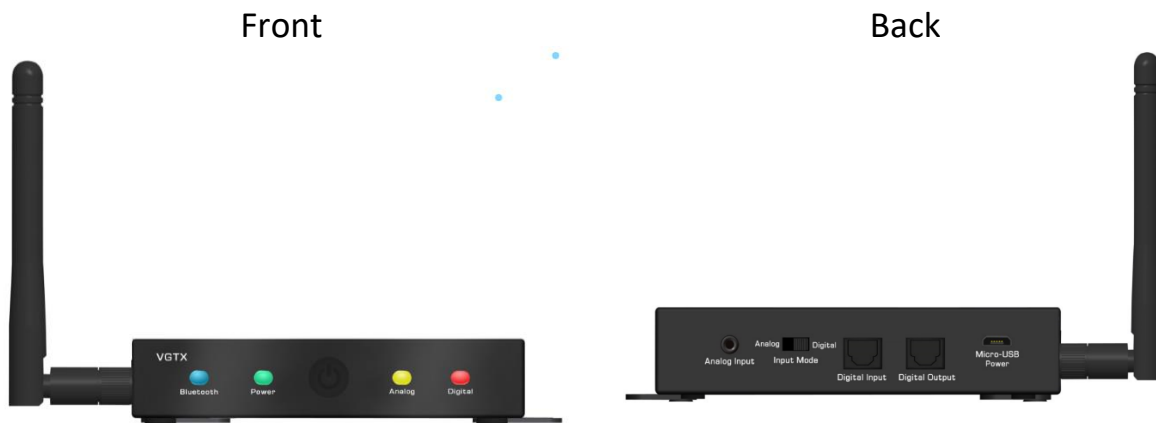 Front
Back
VGTX
Bluetooth
Power
Analog
Digital
Analog Input
Analog
Digital
Input Mode
Digital Input
Digital Output
Micro-USB
Power